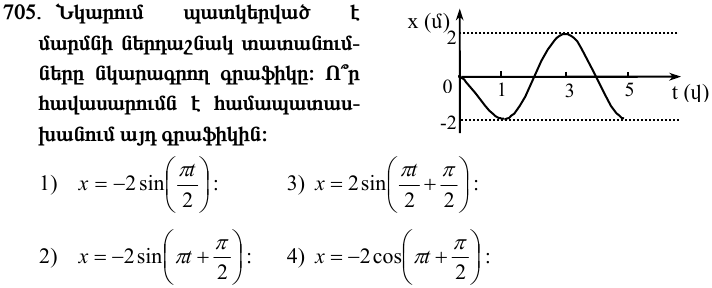 705. Նկարում պատկերված է
մարմնի ներդաշնակ տատանում-
ները նկարագրող գրաֆիկը: Ո՞ր
հավասարումն է համապատաս-
խանում այդ գրաֆիկին:
x (մ)
2
0
1
3
5
t (վ)
-2
1) x = −2 sin(πt/2):
3) x = 2 sin(πt/2 + π/2):
2) x = −2 sin(πt + π/2):
4) x = −2 cos(πt + π/2):